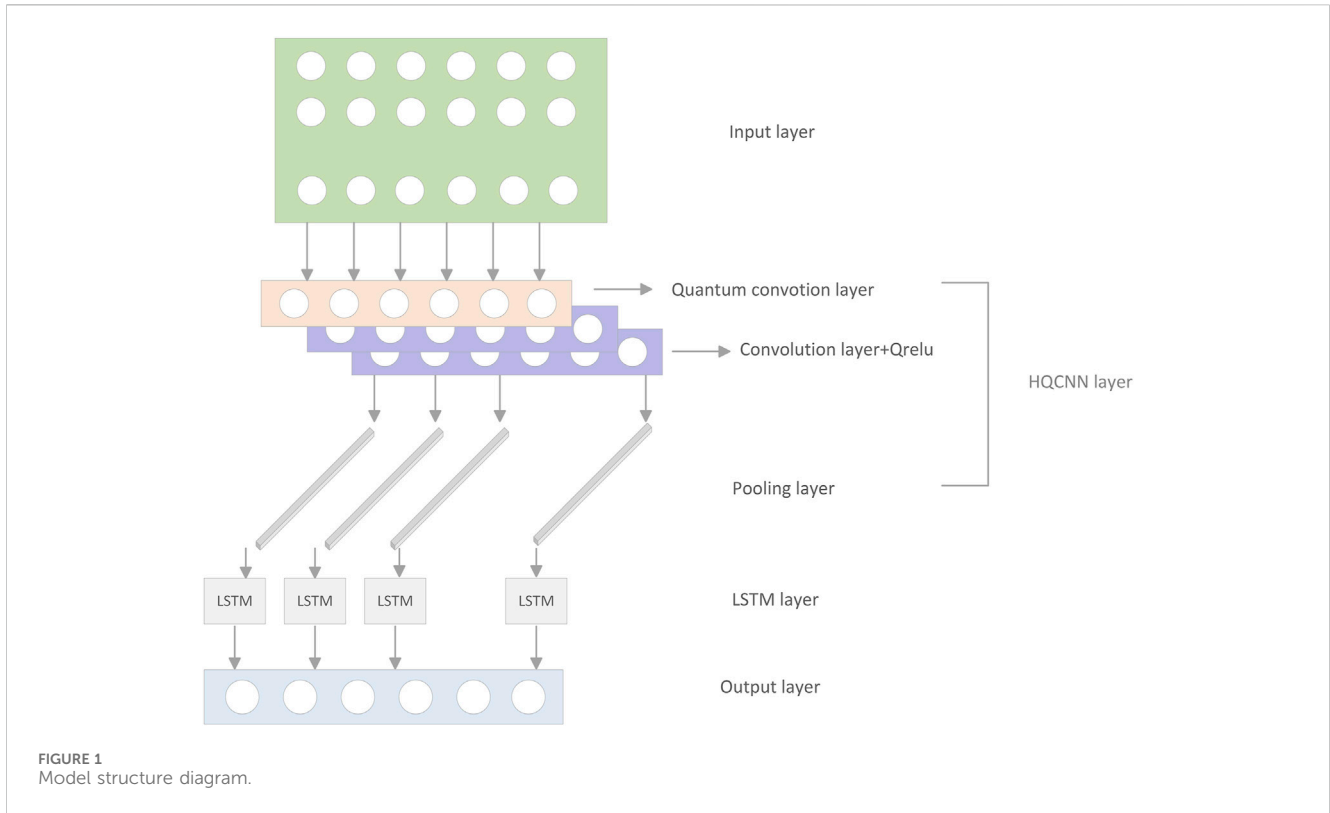 Input layer
Quantum convotion layer
Convolution layer+Qrelu
HQCNN layer
Pooling layer
LSTM LSTM LSTM LSTM
LSTM layer
Output layer
FIGURE 1
Model structure diagram.